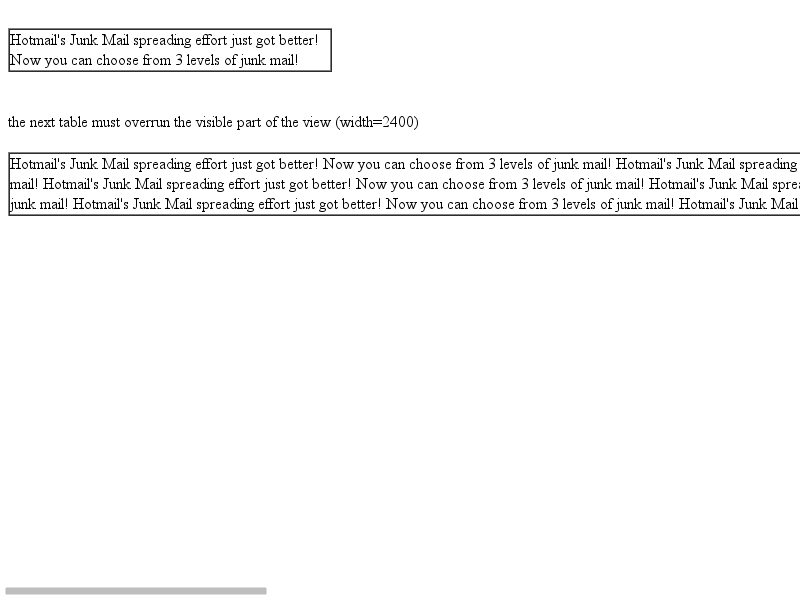 Hotmail's Junk Mail spreading effort just got better!
Now you can choose from 3 levels of junk mail!
the next table must overrun the visible part of the view (width=2400)
Hotmail's Junk Mail spreading effort just got better! Now you can choose from 3 levels of junk mail! Hotmail's Junk Mail spreading
mail! Hotmail's Junk Mail spreading effort just got better! Now you can choose from 3 levels of junk mail! Hotmail's Junk Mail sprea
junk mail! Hotmail's Junk Mail spreading effort just got better! Now you can choose from 3 levels of junk mail! Hotmail's Junk Mail